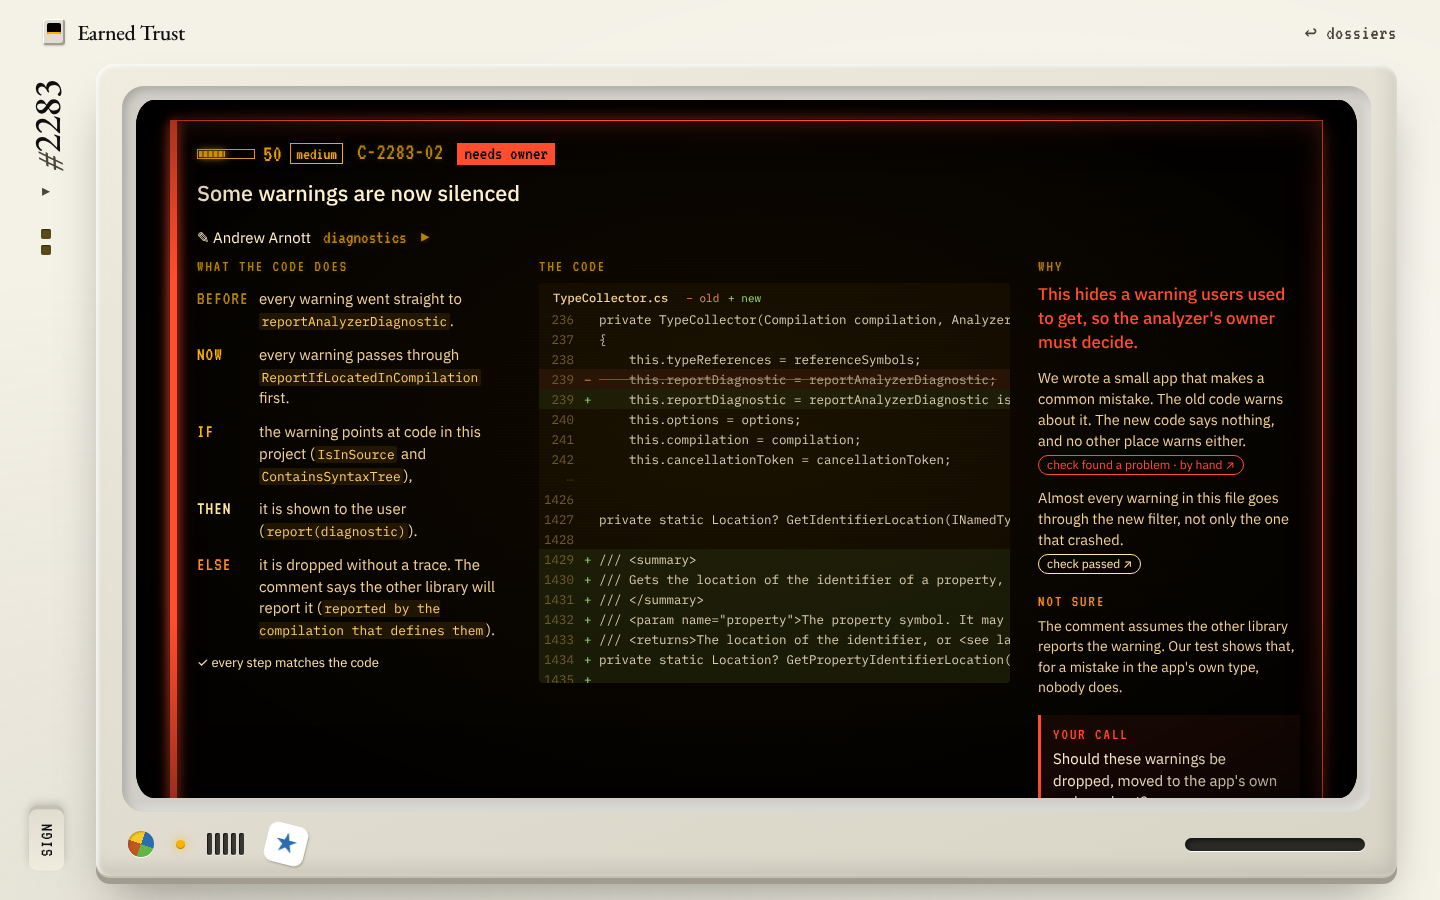 Earned Trust
↩ dossiers
#2283
50 medium C-2283-02 needs owner
Some warnings are now silenced
✎ Andrew Arnott diagnostics ▶
WHAT THE CODE DOES
BEFORE every warning went straight to
reportAnalyzerDiagnostic.
NOW every warning passes through
ReportIfLocatedInCompilation
first.
IF the warning points at code in this
project (IsInSource and
ContainsSyntaxTree),
THEN it is shown to the user
(report(diagnostic)).
ELSE it is dropped without a trace. The
comment says the other library will
report it (reported by the
compilation that defines them).
✓ every step matches the code
THE CODE
TypeCollector.cs − old + new
236 private TypeCollector(Compilation compilation, Analyzer
237 {
238 this.typeReferences = referenceSymbols;
239 − this.reportDiagnostic = reportAnalyzerDiagnostic;
239 + this.reportDiagnostic = reportAnalyzerDiagnostic is
240 this.options = options;
241 this.compilation = compilation;
242 this.cancellationToken = cancellationToken;
…
1426
1427 private static Location? GetIdentifierLocation(INamedTy
1428
1429 + /// <summary>
1430 + /// Gets the location of the identifier of a property,
1431 + /// </summary>
1432 + /// <param name="property">The property symbol. It may
1433 + /// <returns>The location of the identifier, or <see la
1434 + private static Location? GetPropertyIdentifierLocation(
1435 +
WHY
This hides a warning users used
to get, so the analyzer's owner
must decide.
We wrote a small app that makes a
common mistake. The old code warns
about it. The new code says nothing,
and no other place warns either.
check found a problem · by hand ↗
Almost every warning in this file goes
through the new filter, not only the one
that crashed.
check passed ↗
NOT SURE
The comment assumes the other library
reports the warning. Our test shows that,
for a mistake in the app's own type,
nobody does.
YOUR CALL
Should these warnings be
dropped, moved to the app's own
SIGN